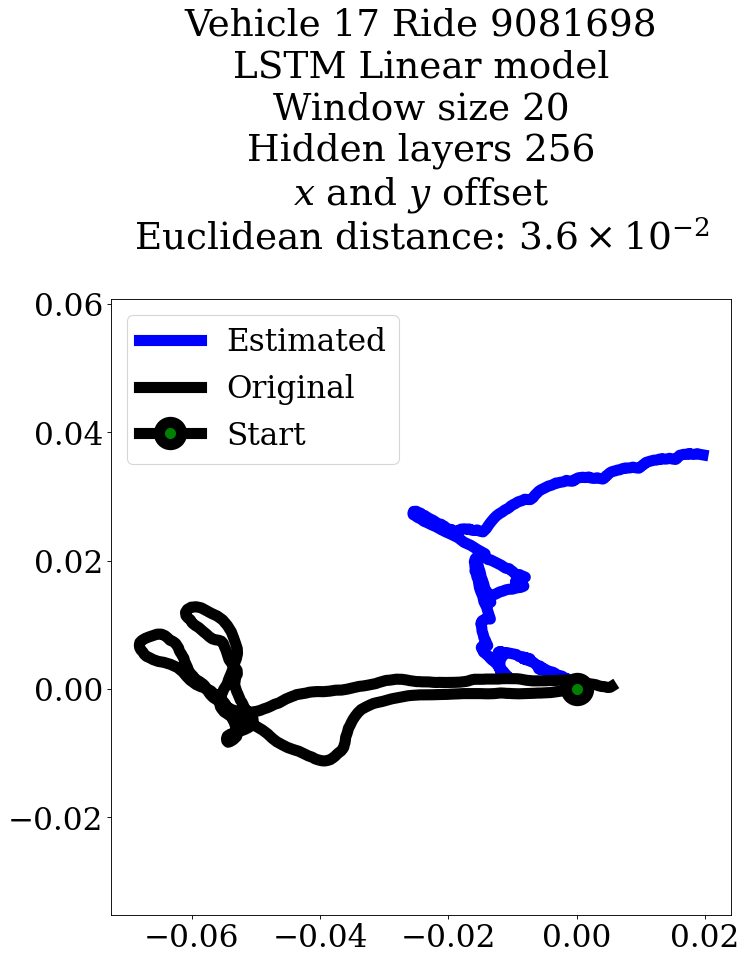 Vehicle 17 Ride 9081698
LSTM Linear model
Window size 20
Hidden layers 256
x and y offset
Euclidean distance: 3.6 × 10⁻²
0.06
0.04
0.02
0.00
−0.02
Estimated
Original
Start
−0.06 −0.04 −0.02 0.00 0.02